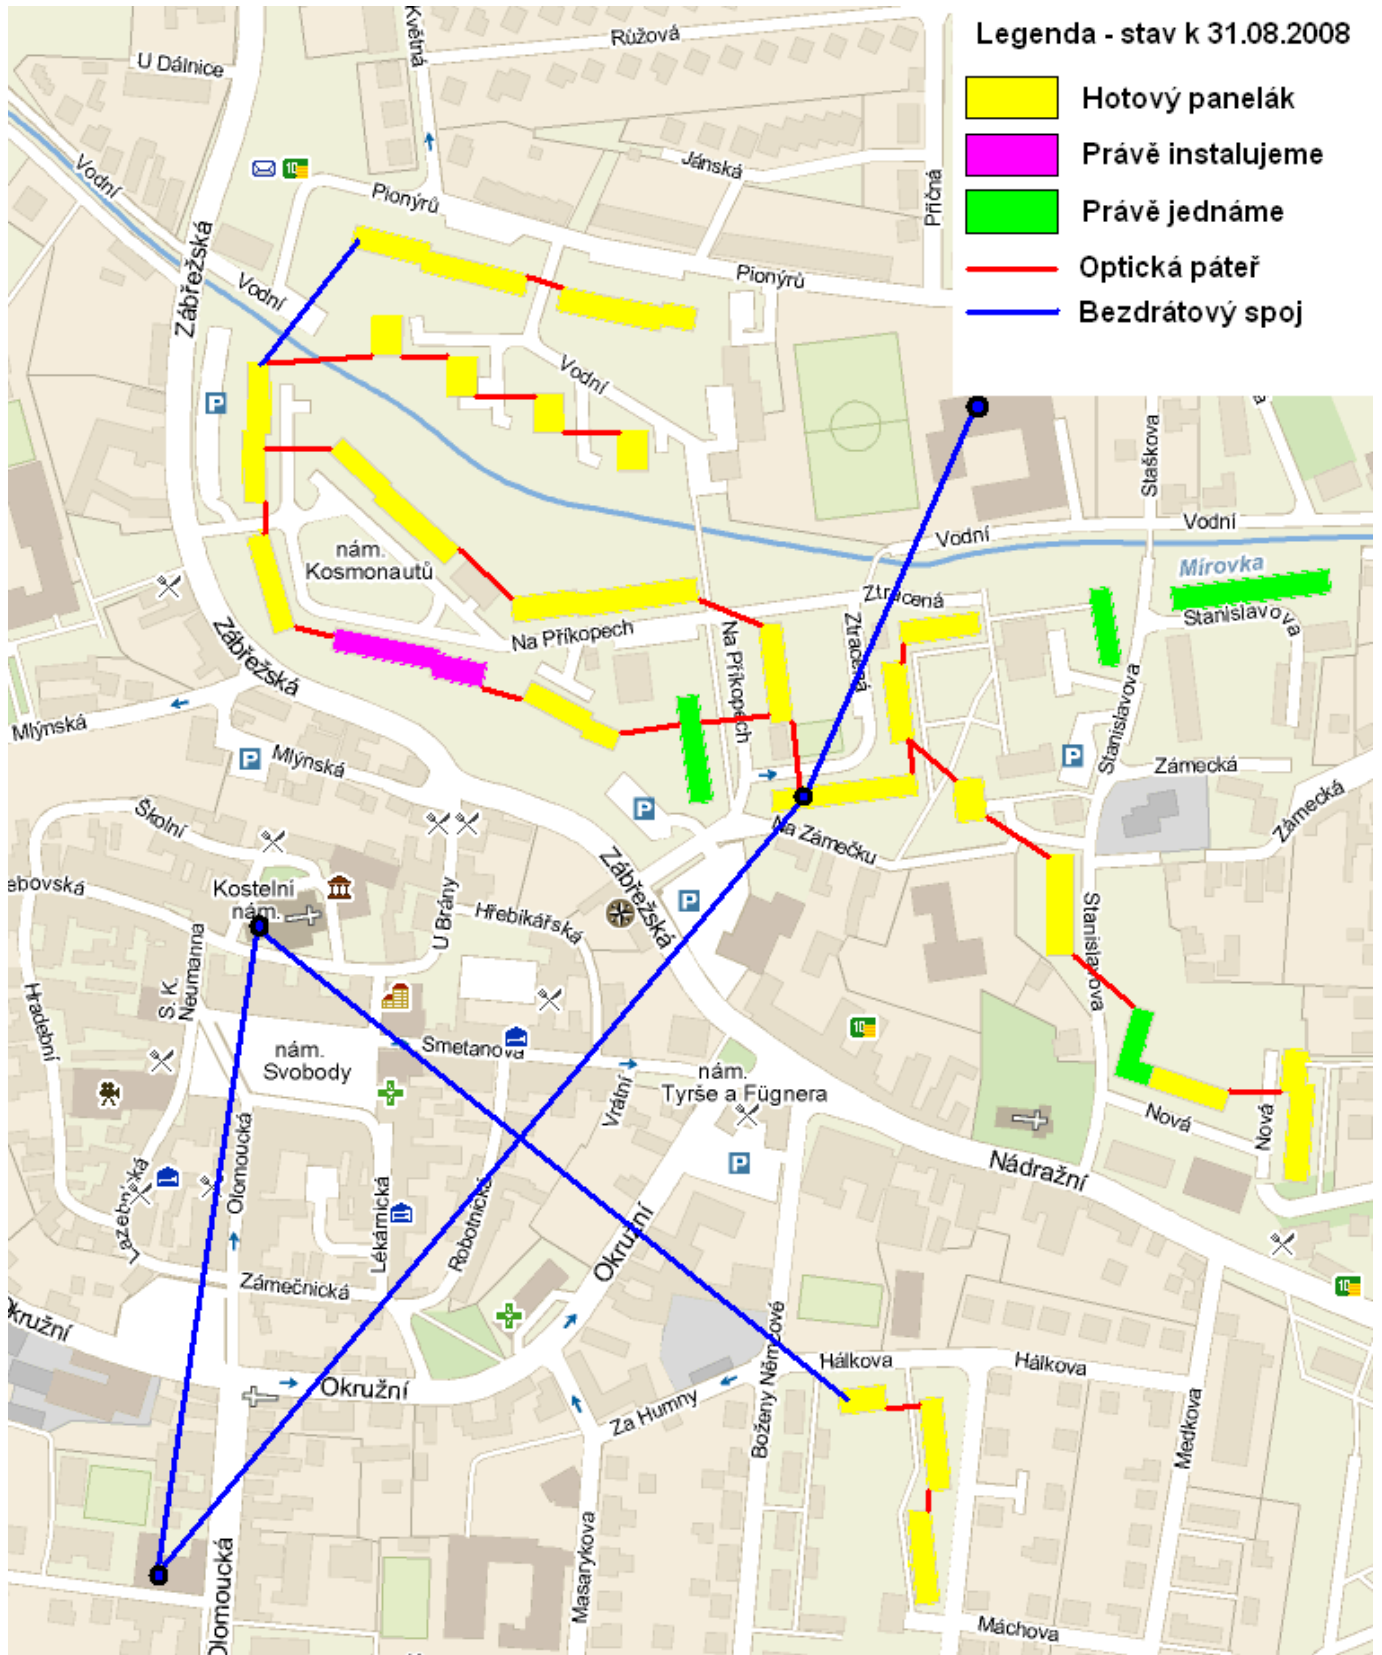 Legenda - stav k 31.08.2008
Hotový panelák
Právě instalujeme
Právě jednáme
Optická páteř
Bezdrátový spoj
U Dálnice
Květná
Růžová
Jánská
Příčná
Vodní
Zábřežská
Pionýrů
Vodní
Pionýrů
Vodní
Staškova
Vodní
Vodní
nám.
Kosmonautů
Mírovka
Ztracená
Stanislavova
Na Příkopech
Ztracená
Na Příkopech
Zábřežská
Mlýnská
Mlýnská
Stanislavova
Zámecká
Zámecká
Školní
Na Zámečku
Zábřežská
Kostelní
nám.
ebovská
U Brány
Hřebikářská
Stanislavova
S. K.
Neumanna
Hradební
nám.
Svobody
Smetanova
nám.
Tyrše a Fügnera
Vrátní
Nová
Nová
Nádražní
Olomoucká
Lazebnická
Lékárnická
Robotnická
Okružní
Zámečnická
Okružní
Okružní
Boženy Němcové
Hálkova
Hálkova
Za Humny
Medkova
Masarykova
Olomoucká
Máchova